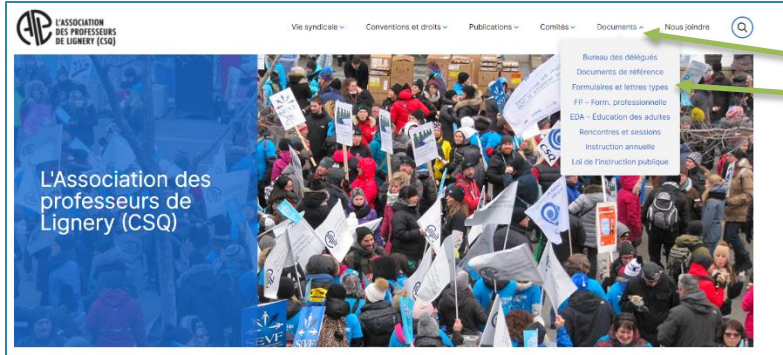 L'ASSOCIATION
DES PROFESSEURS
DE LIGNERY (CSQ)
Vie syndicale
Conventions et droits
Publications
Comités
Documents
Nous joindre
Bureau des délégués
Documents de référence
Formulaires et lettres types
FP – Form. professionnelle
EDA – Éducation des adultes
Rencontres et sessions
Instruction annuelle
Loi de l'instruction publique
L'Association des
professeurs de
Lignery (CSQ)
CSQ